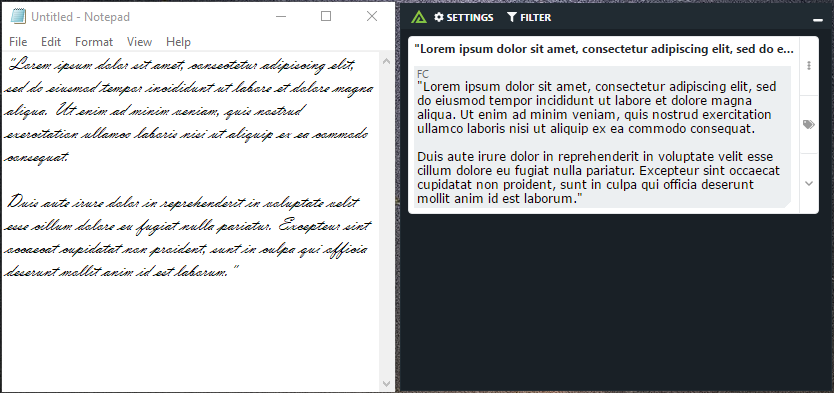 Untitled - Notepad
File Edit Format View Help
"Lorem ipsum dolor sit amet, consectetur adipiscing elit,
sed do eiusmod tempor incididunt ut labore et dolore magna
aliqua. Ut enim ad minim veniam, quis nostrud
exercitation ullamco laboris nisi ut aliquip ex ea commodo
consequat.
Duis aute irure dolor in reprehenderit in voluptate velit
esse cillum dolore eu fugiat nulla pariatur. Excepteur sint
occaecat cupidatat non proident, sunt in culpa qui officia
deserunt mollit anim id est laborum."
SETTINGS FILTER
"Lorem ipsum dolor sit amet, consectetur adipiscing elit, sed do e...
FC
"Lorem ipsum dolor sit amet, consectetur adipiscing elit, sed
do eiusmod tempor incididunt ut labore et dolore magna
aliqua. Ut enim ad minim veniam, quis nostrud exercitation
ullamco laboris nisi ut aliquip ex ea commodo consequat.
Duis aute irure dolor in reprehenderit in voluptate velit esse
cillum dolore eu fugiat nulla pariatur. Excepteur sint occaecat
cupidatat non proident, sunt in culpa qui officia deserunt
mollit anim id est laborum."